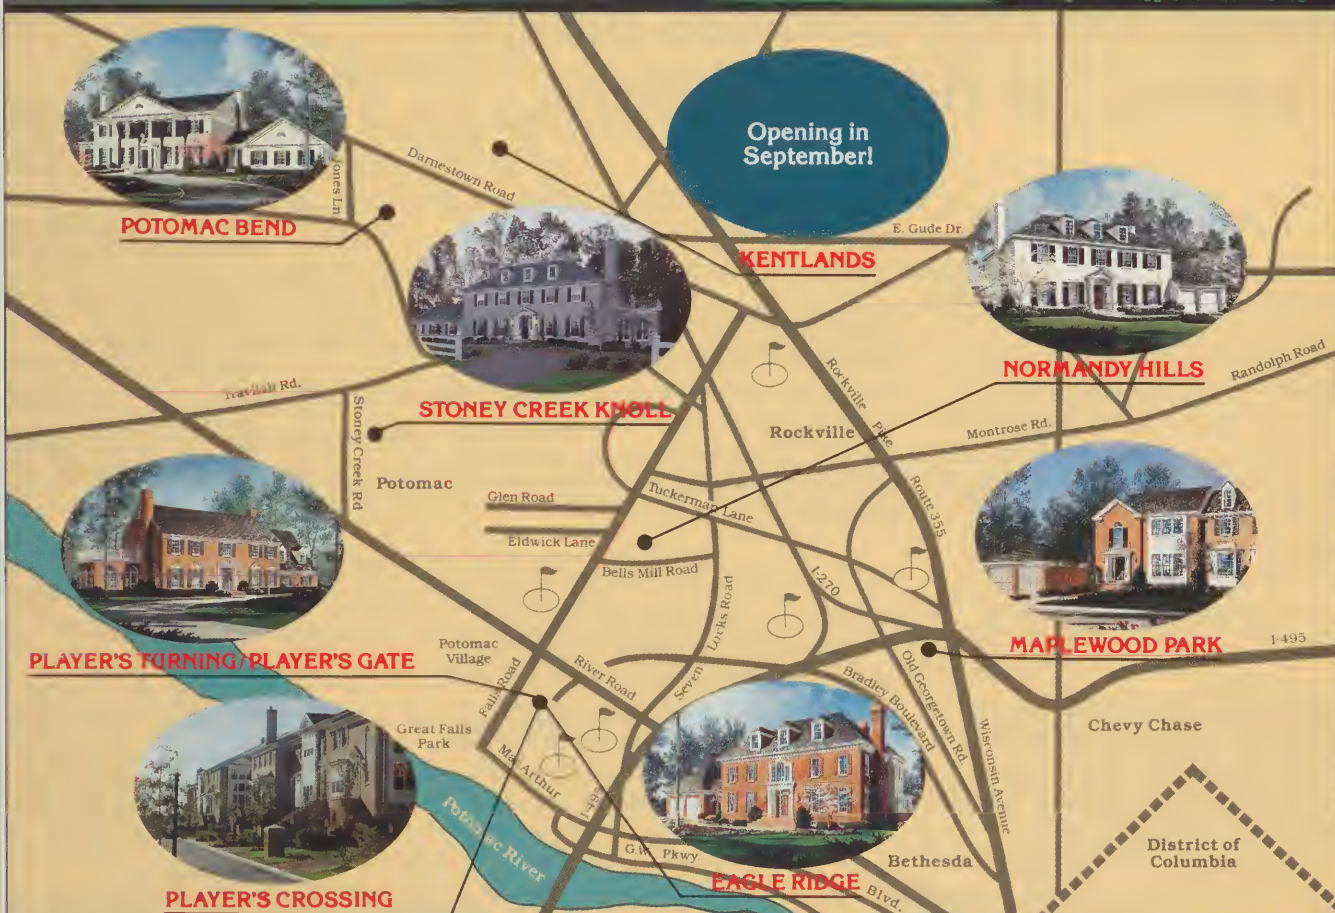 Opening in
September!
Jones Ln
Darnestown Road
POTOMAC BEND
E. Gude Dr.
KENTLANDS
NORMANDY HILLS
Randolph Road
Travilah Rd.
STONEY CREEK KNOLL
Rockville Pike
Rockville
Montrose Rd.
Stoney Creek Rd
Potomac
Glen Road
Tuckerman Lane
Route 355
Eldwick Lane
Bells Mill Road
I-270
Seven Locks Road
MAPLEWOOD PARK
I-495
PLAYER'S TURNING/PLAYER'S GATE
Potomac
Village
River Road
Falls Road
Bradley Boulevard
Old Georgetown Rd.
Wisconsin Avenue
Chevy Chase
Great Falls
Park
Mac Arthur
I-495
Potomac River
G.W. Pkwy.
Bethesda
District of
Columbia
EAGLE RIDGE
Blvd.
PLAYER'S CROSSING